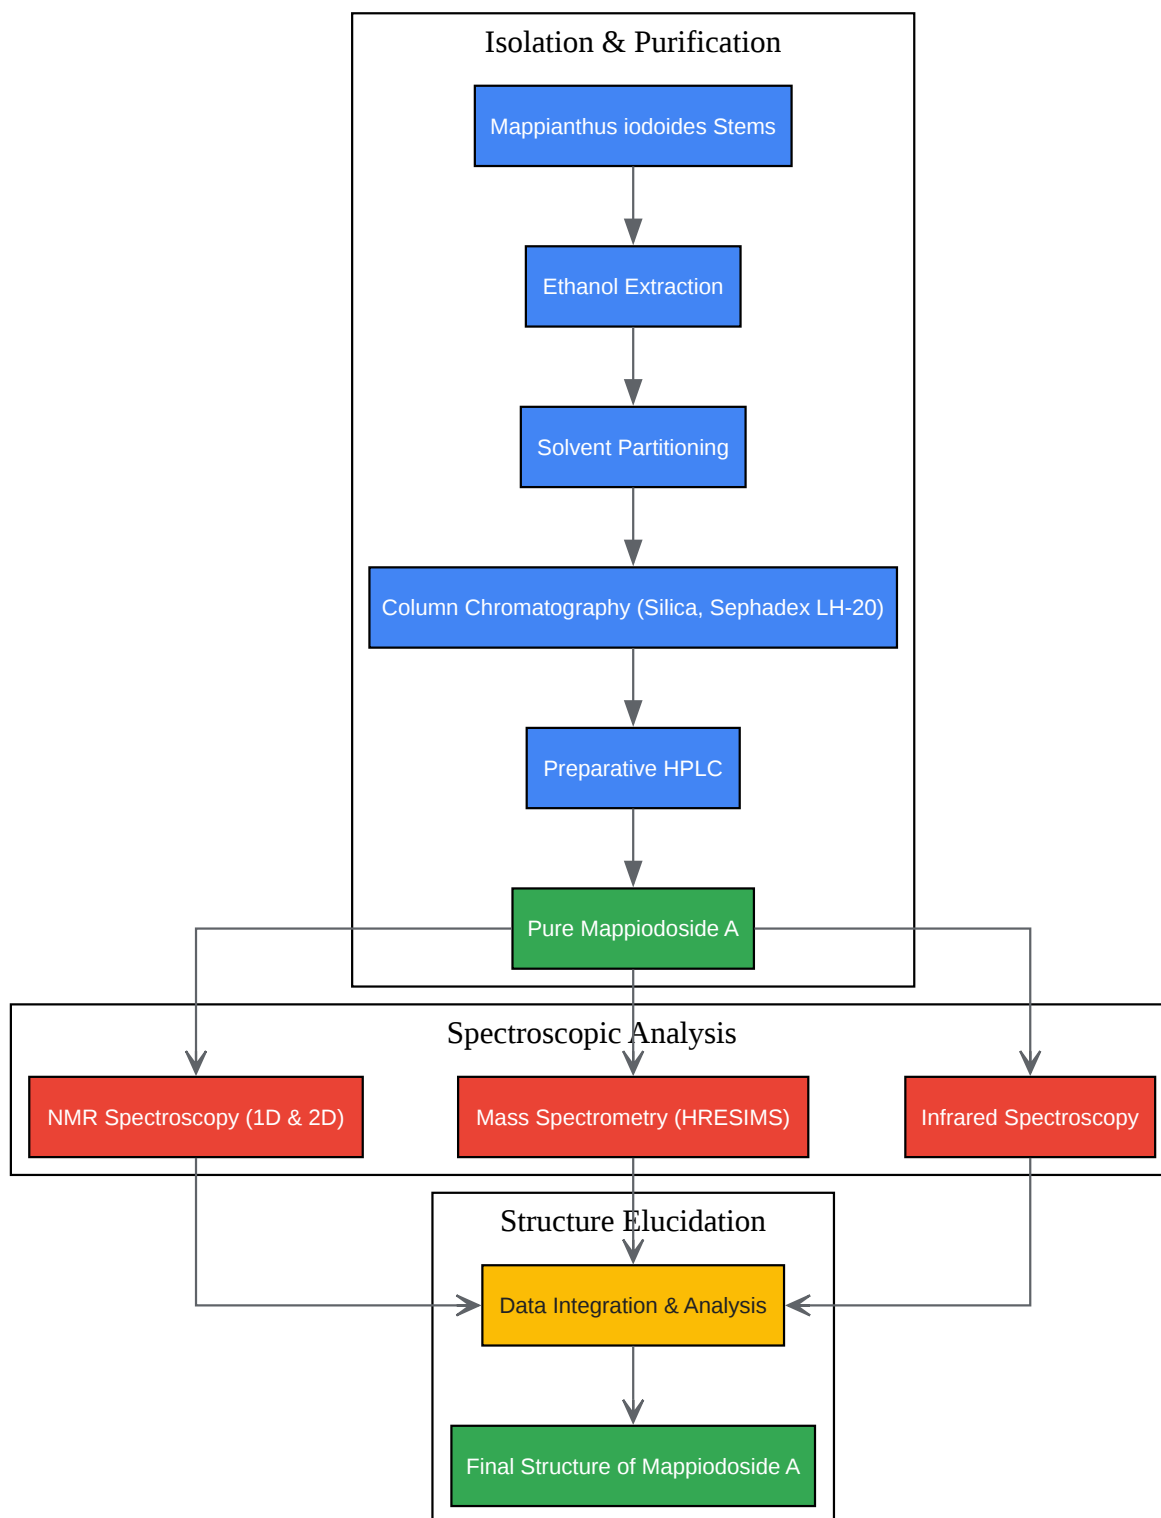 Isolation & Purification
Mappianthus iodoides Stems
Ethanol Extraction
Solvent Partitioning
Column Chromatography (Silica, Sephadex LH-20)
Preparative HPLC
Pure Mappiodoside A
Spectroscopic Analysis
NMR Spectroscopy (1D & 2D)
Mass Spectrometry (HRESIMS)
Infrared Spectroscopy
Structure Elucidation
Data Integration & Analysis
Final Structure of Mappiodoside A